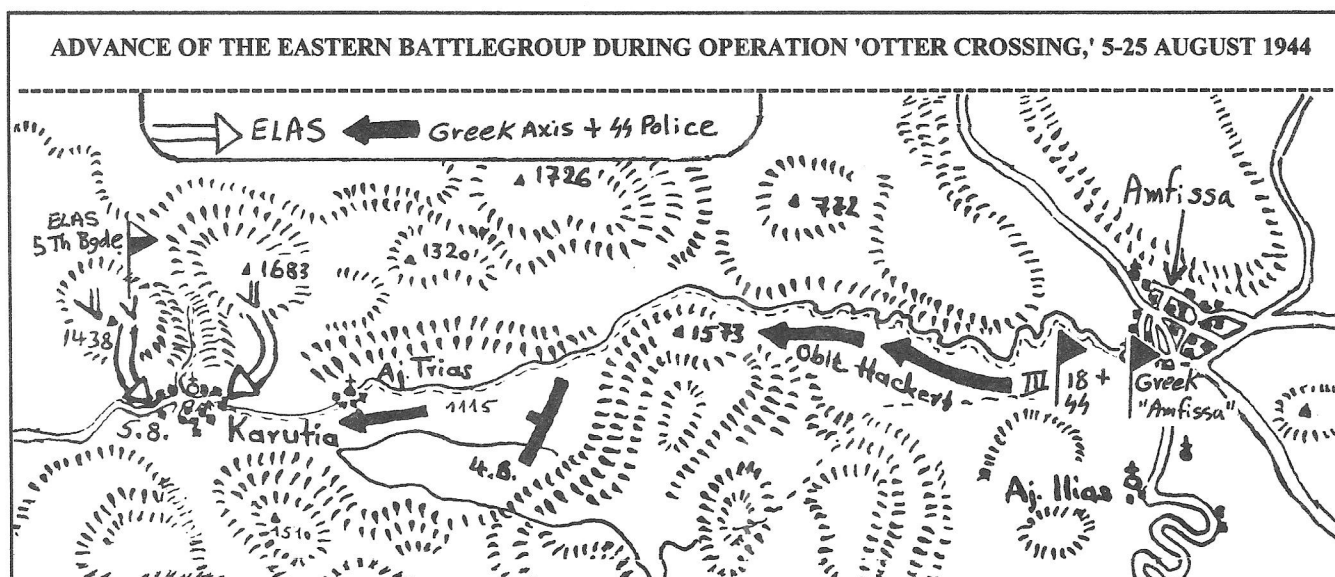 ADVANCE OF THE EASTERN BATTLEGROUP DURING OPERATION 'OTTER CROSSING,' 5-25 AUGUST 1944
ELAS
Greek Axis + SS Police
1726
772
Amfissa
ELAS
5Th Bgde
1320
1683
1438
1573
Oblt. Hackert
III
18 +
SS
Greek
"Amfissa"
Aj. Trias
1115
5.8.
Karutia
4.8.
Aj. Ilias
1510